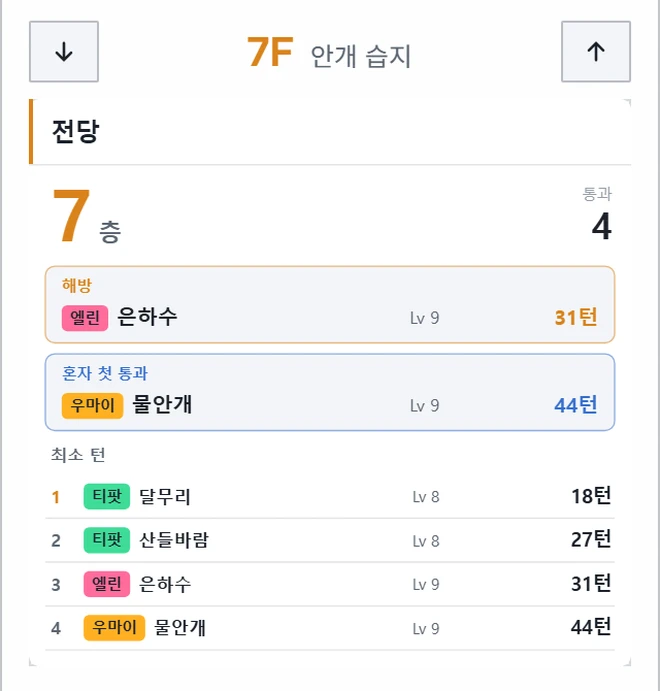 ↓ 7F 안개 습지 ↑
전당
7 층
통과
4
해방
엘린 은하수 Lv 9 31턴
혼자 첫 통과
우마이 물안개 Lv 9 44턴
최소 턴
1 티팟 달무리 Lv 8 18턴
2 티팟 산들바람 Lv 8 27턴
3 엘린 은하수 Lv 9 31턴
4 우마이 물안개 Lv 9 44턴